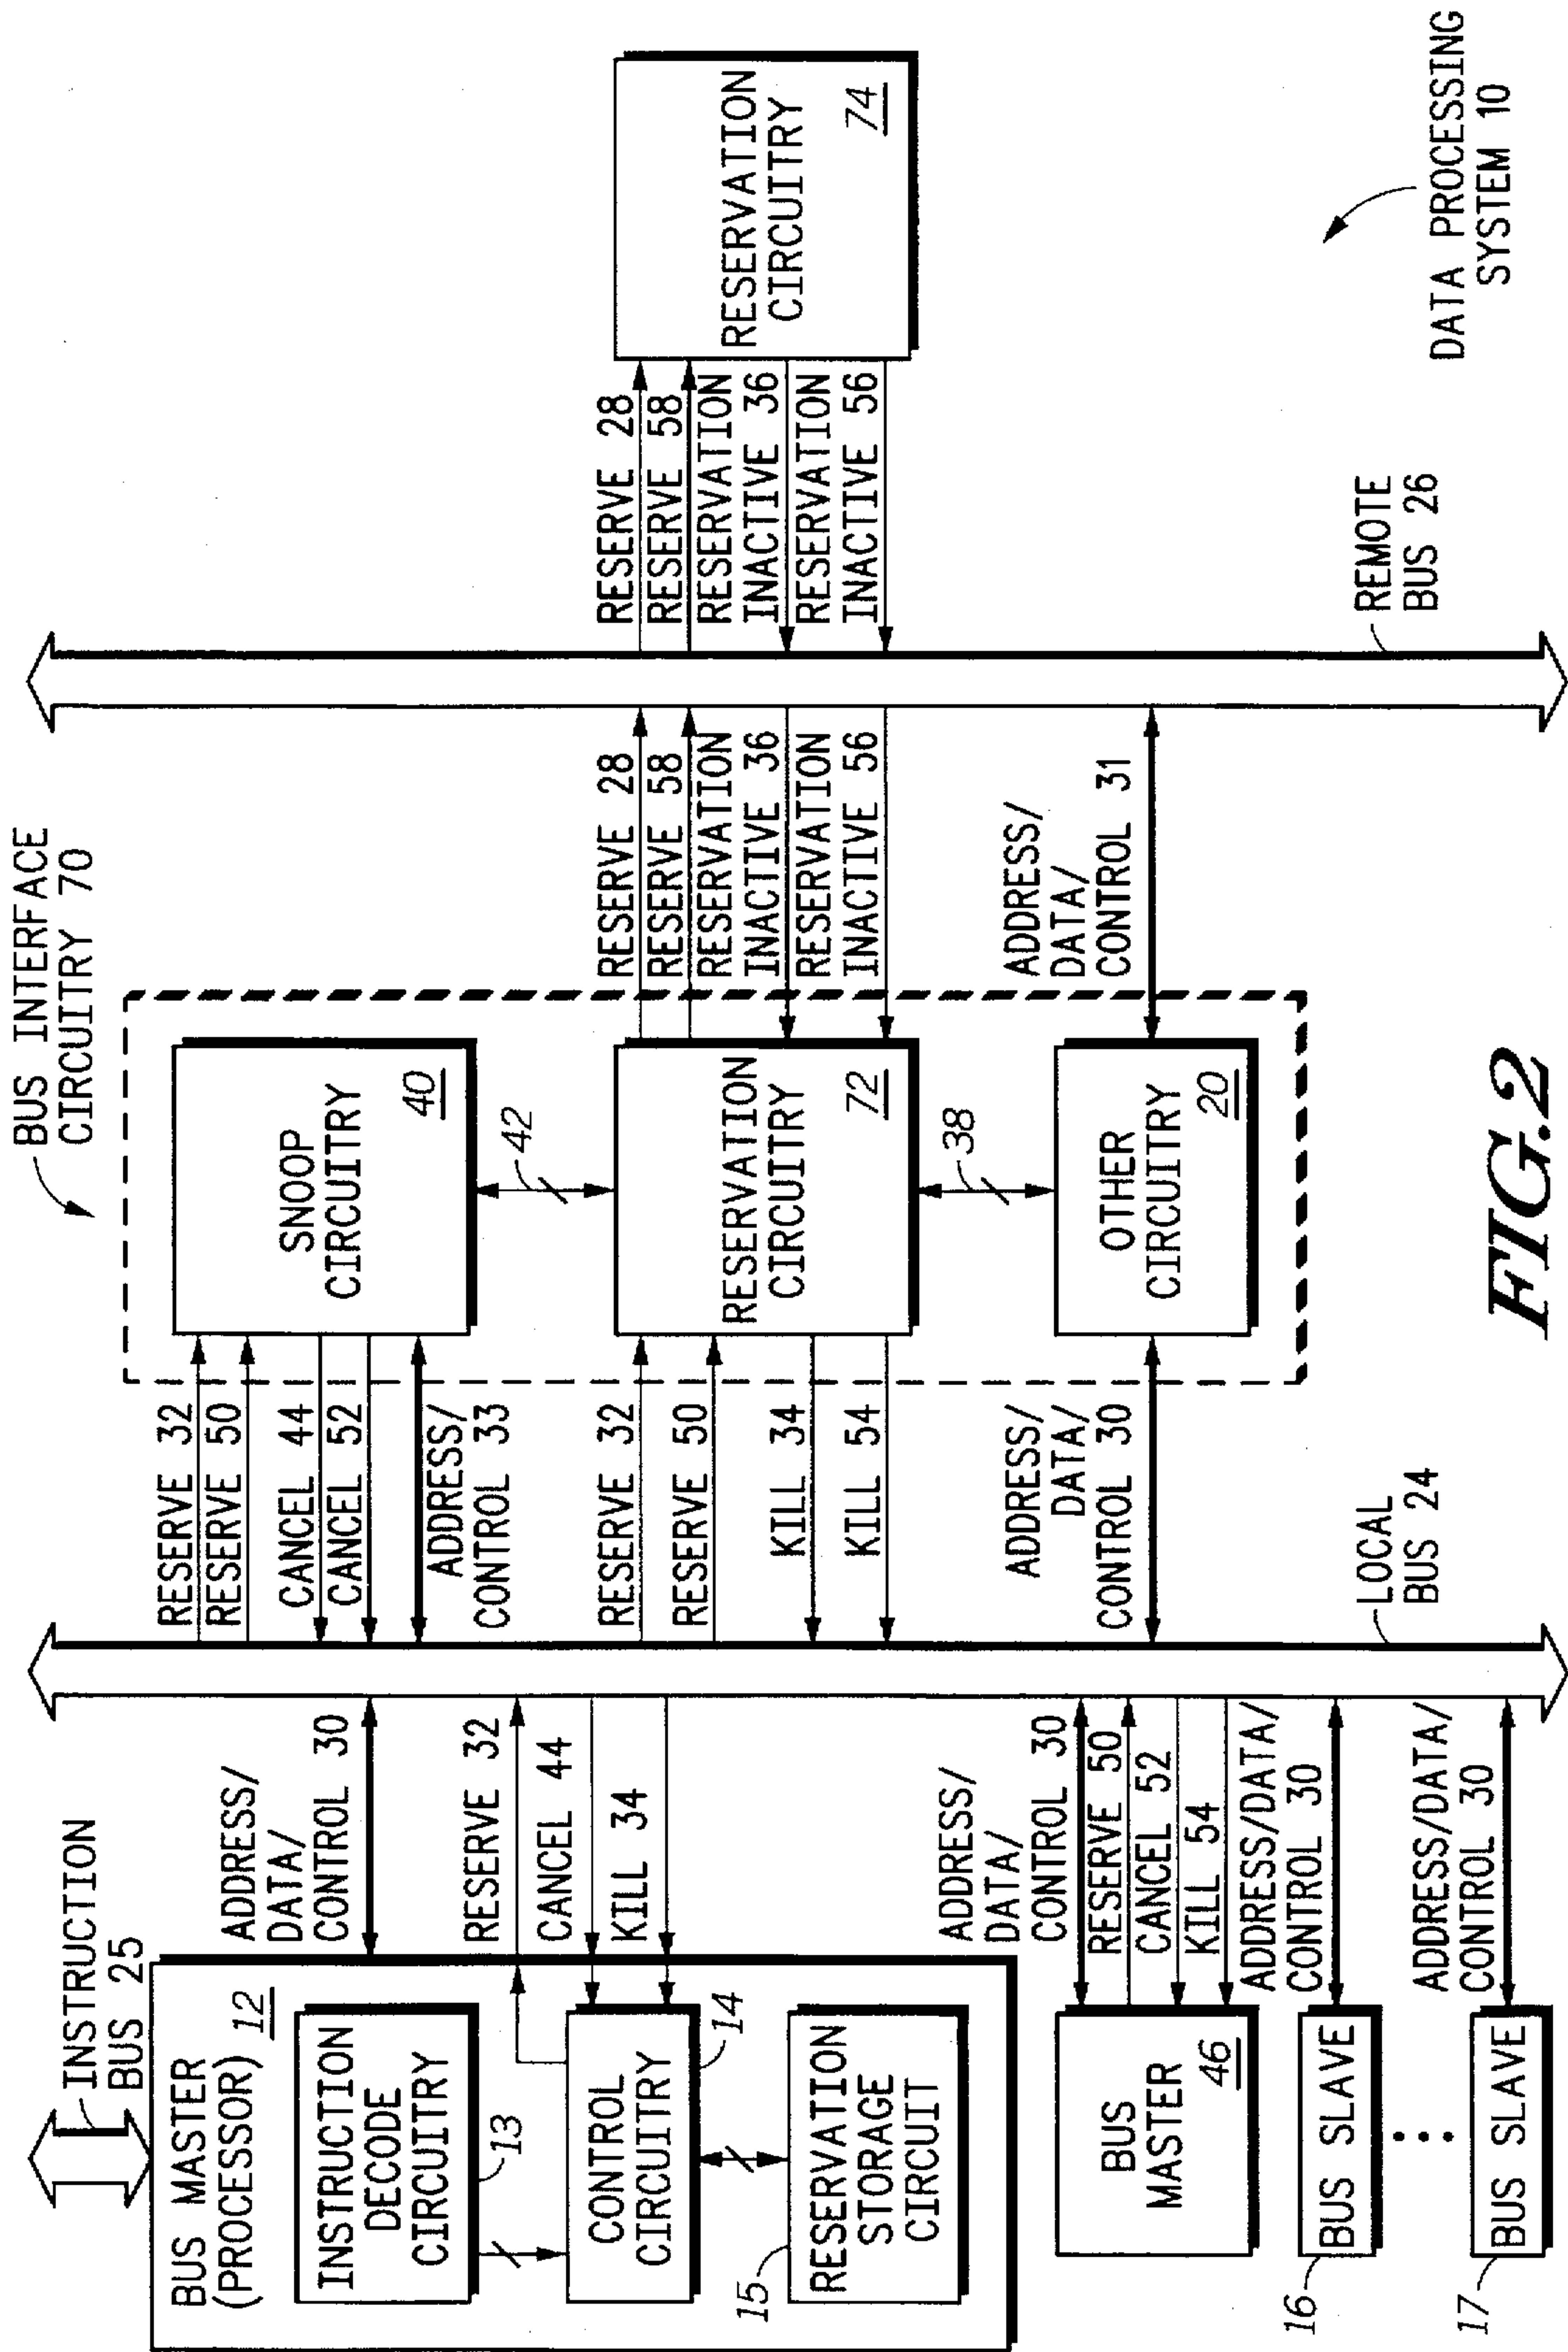 INSTRUCTION
BUS 25
BUS MASTER
(PROCESSOR) 12
INSTRUCTION
DECODE
CIRCUITRY
13
CONTROL
CIRCUITRY
14
15
RESERVATION
STORAGE
CIRCUIT
BUS
MASTER
46
16
BUS SLAVE
17
BUS SLAVE
ADDRESS/
DATA/
CONTROL 30
RESERVE 32
CANCEL 44
KILL 34
ADDRESS/
DATA/
CONTROL 30
RESERVE 50
CANCEL 52
KILL 54
ADDRESS/DATA/
CONTROL 30
ADDRESS/DATA/
CONTROL 30
LOCAL
BUS 24
RESERVE 32
RESERVE 50
CANCEL 44
CANCEL 52
ADDRESS/
CONTROL 33
RESERVE 32
RESERVE 50
KILL 34
KILL 54
ADDRESS/
DATA/
CONTROL 30
BUS INTERFACE
CIRCUITRY 70
SNOOP
CIRCUITRY
40
42
RESERVATION
CIRCUITRY
72
38
OTHER
CIRCUITRY
20
RESERVE 28
RESERVE 58
RESERVATION
INACTIVE 36
RESERVATION
INACTIVE 56
ADDRESS/
DATA/
CONTROL 31
REMOTE
BUS 26
RESERVE 28
RESERVE 58
RESERVATION
INACTIVE 36
RESERVATION
INACTIVE 56
RESERVATION
CIRCUITRY
74
DATA PROCESSING
SYSTEM 10
FIG.2